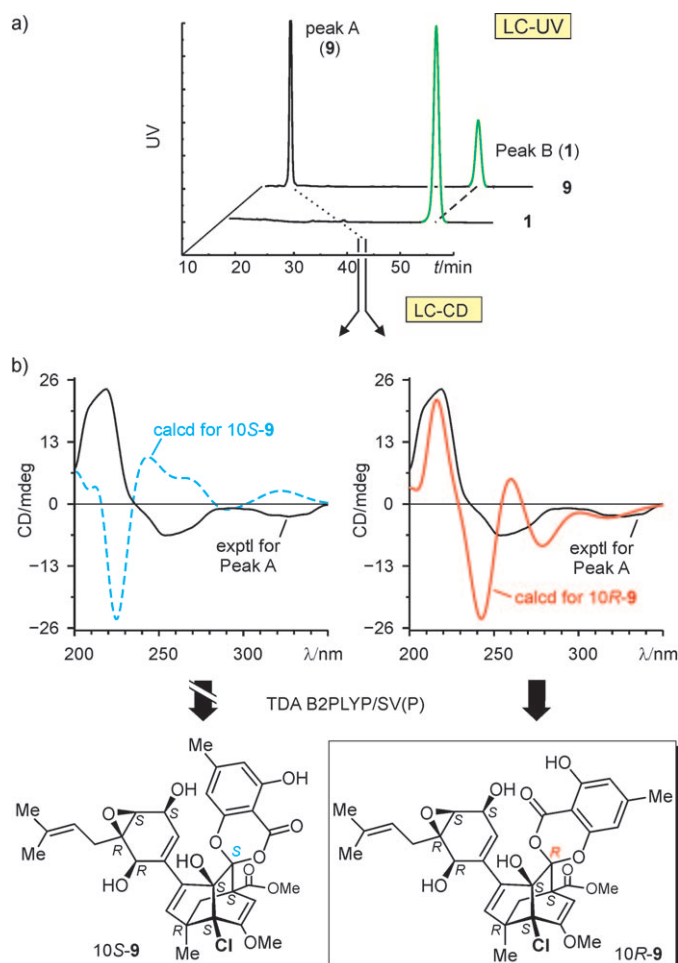 a)
LC-UV
peak A
(9)
UV
Peak B (1)
9
1
10 20 30 40 50 t/min
LC-CD
b)
26
13
0
−13
−26
CD/mdeg
calcd for 10S-9
exptl for
Peak A
200 250 300 λ/nm
26
13
0
−13
−26
CD/mdeg
exptl for
Peak A
calcd for 10R-9
200 250 300 λ/nm
TDA B2PLYP/SV(P)
Me
OH
OH
O
S
S
O
Me
R
R
O
O
S
HO
HO
S
S
O
OMe
Me
R
S
Me
Cl
OMe
10S-9
HO
Me
OH
O
S
S
O
O
O
Me
R
R
R
HO
HO
S
S
O
OMe
Me
R
S
Me
Cl
OMe
10R-9